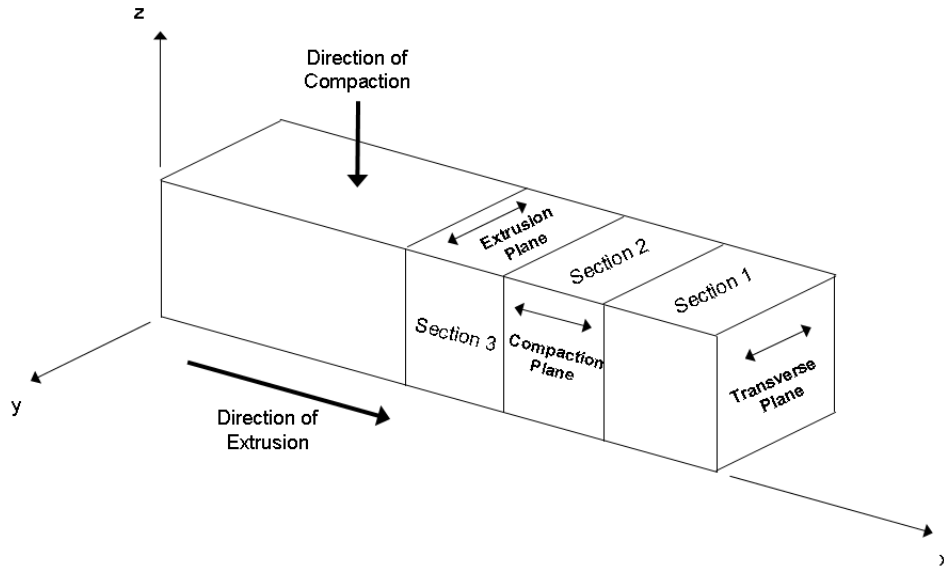 z
Direction of
Compaction
Extrusion
Plane
Section 2
Section 1
Section 3
Compaction
Plane
Transverse
Plane
y
Direction of
Extrusion
x